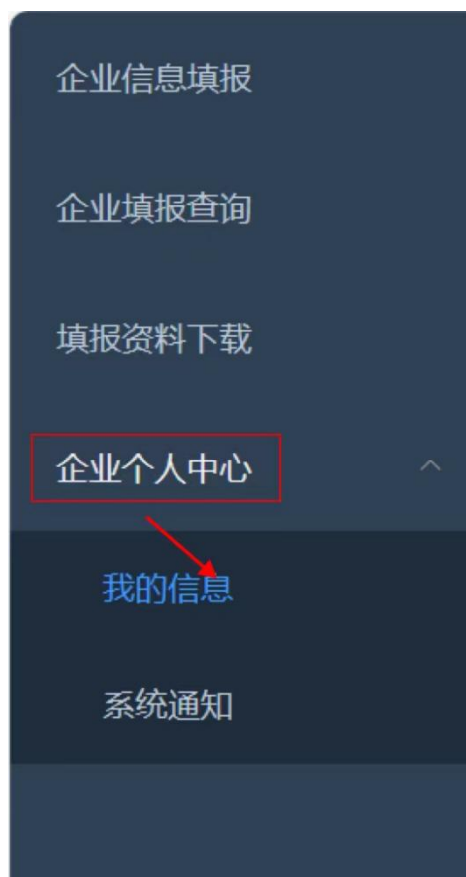 企业信息填报
企业填报查询
填报资料下载
企业个人中心
我的信息
系统通知